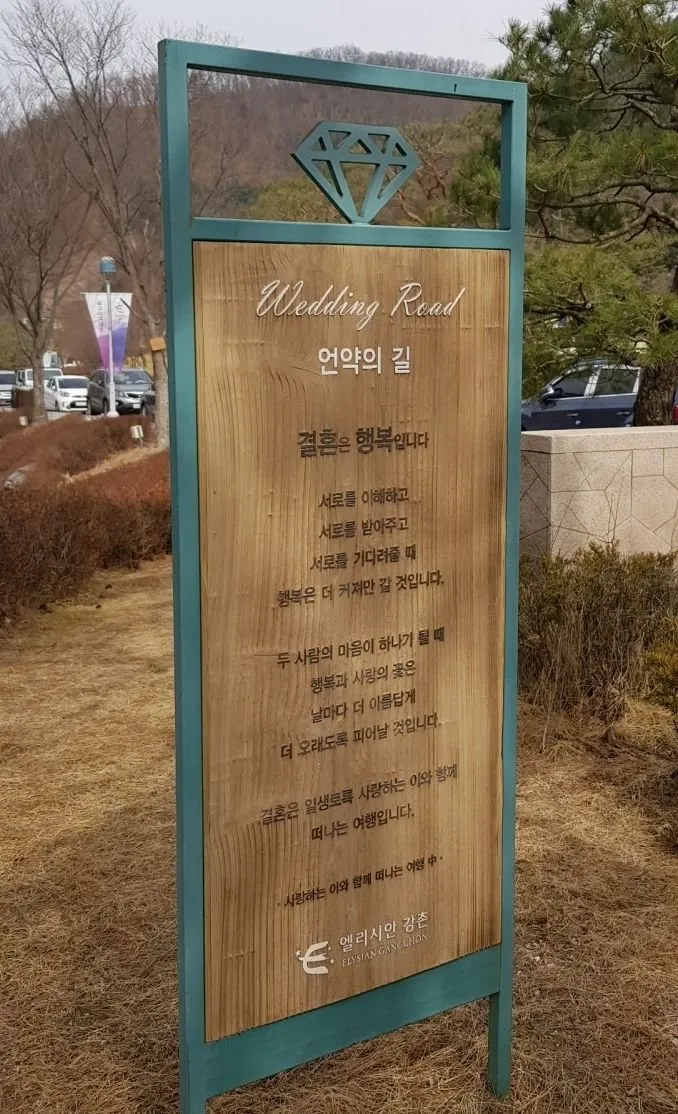 Wedding Road
언약의 길
결혼은 행복입니다
서로를 이해하고
서로를 받아주고
서로를 기다려줄 때
행복은 더 커져만 갈 것입니다.
두 사람의 마음이 하나가 될 때
행복과 사랑의 꽃은
날마다 더 아름답게
더 오래도록 피어날 것입니다.
결혼은 일생토록 사랑하는 이와 함께
떠나는 여행입니다.
· 사랑하는 이와 함께 떠나는 여행 中 ·
엘리시안 강촌
ELYSIAN GANGCHON